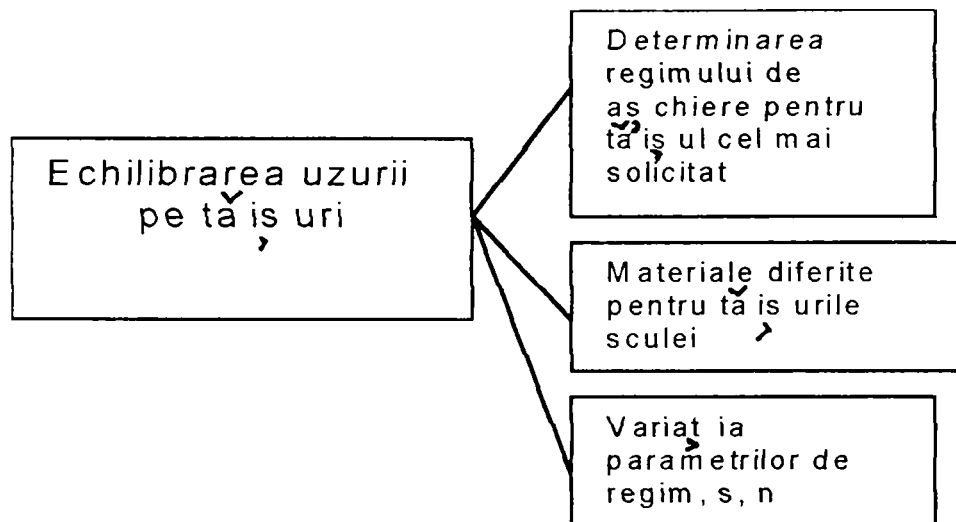 Echilibrarea uzurii
pe tăișuri
Determinarea
regimului de
așchiere pentru
tăișul cel mai
solicitat
Materiale diferite
pentru tăișurile
sculei
Variația
parametrilor de
regim, s, n